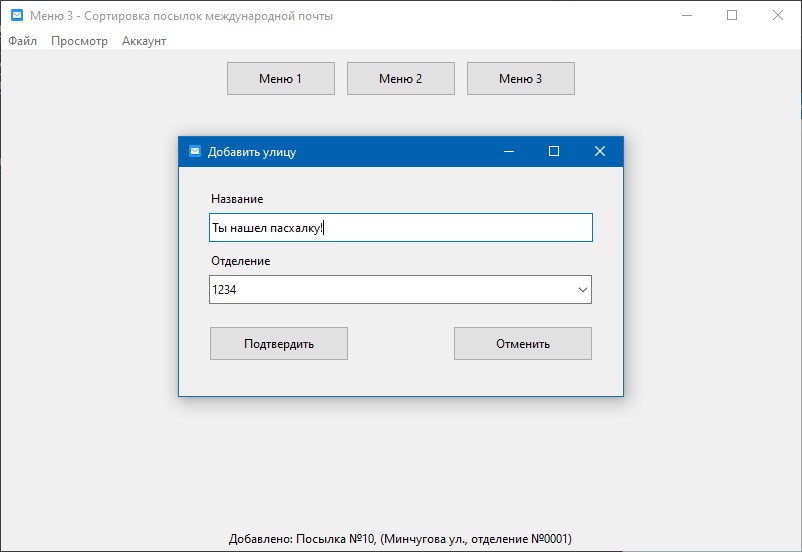 Меню 3 - Сортировка посылок международной почты
Файл Просмотр Аккаунт
Меню 1 Меню 2 Меню 3
Добавить улицу
Название
Ты нашел пасхалку!
Отделение
1234
Подтвердить Отменить
Добавлено: Посылка №10, (Минчугова ул., отделение №0001)